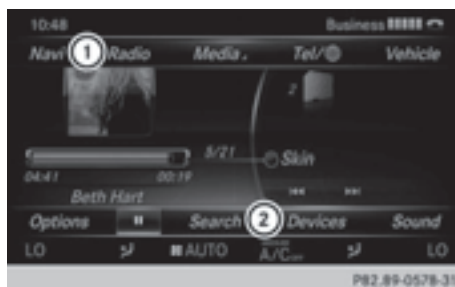 10:48 Business
Navi 1 Radio Media Tel/ Vehicle
2
5/21 Skin
04:41 00:19
Beth Hart
Options Search 2 Devices Sound
LO AUTO A/C OFF LO
P82.89-0578-31